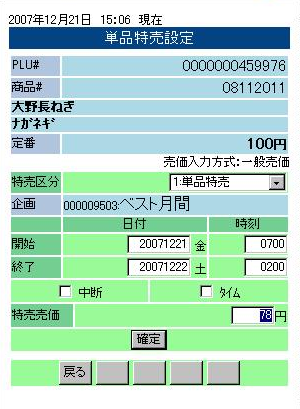 2007年12月21日 15:06 現在
単品特売設定
PLU# 0000000459976
商品# 08112011
大野長ねぎ
ナガネギ
定番 100円
売価入力方式:一般売価
特売区分 1:単品特売
企画 000009503:ベスト月間
日付 時刻
開始 20071221 金 0700
終了 20071222 土 0200
中断 タイム
特売売価 78円
確定
戻る